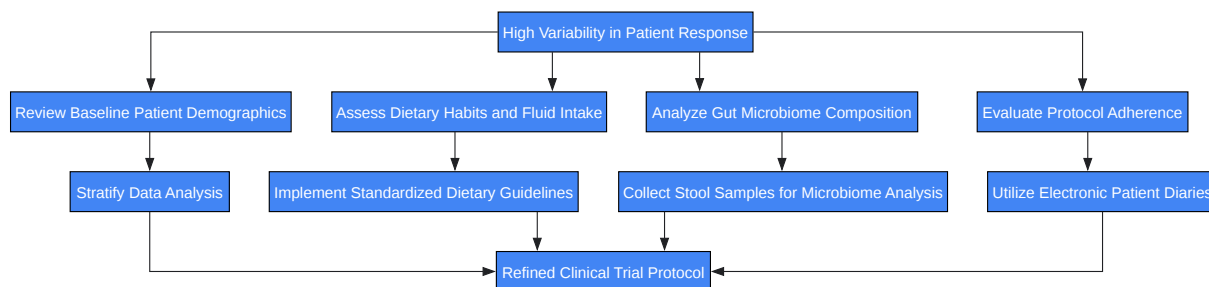 High Variability in Patient Response
Review Baseline Patient Demographics
Assess Dietary Habits and Fluid Intake
Analyze Gut Microbiome Composition
Evaluate Protocol Adherence
Stratify Data Analysis
Implement Standardized Dietary Guidelines
Collect Stool Samples for Microbiome Analysis
Utilize Electronic Patient Diaries
Refined Clinical Trial Protocol